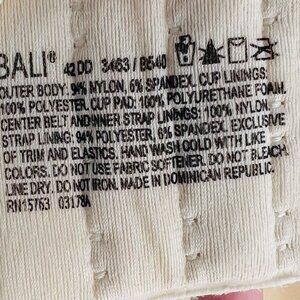 BALI® 42DD 3463 / B540
OUTER BODY: 94% NYLON, 6% SPANDEX. CUP LININGS:
100% POLYESTER. CUP PAD: 100% POLYURETHANE FOAM.
CENTER BELT AND INNER STRAP LININGS: 100% NYLON.
STRAP LINING: 94% POLYESTER, 6% SPANDEX. EXCLUSIVE
OF TRIM AND ELASTICS. HAND WASH COLD WITH LIKE
COLORS. DO NOT USE FABRIC SOFTENER. DO NOT BLEACH.
LINE DRY. DO NOT IRON. MADE IN DOMINICAN REPUBLIC.
RN15763 0317BA